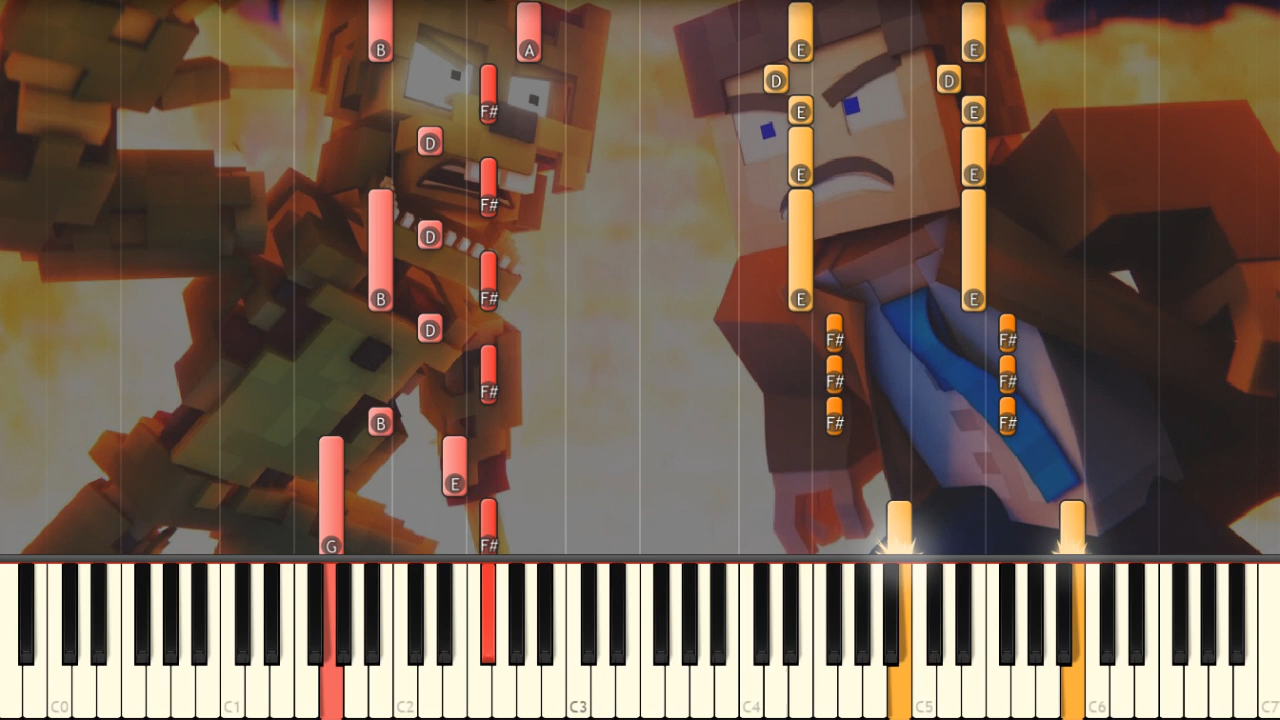 B A E E
D D
F# E E
D
E E
F#
D
B E E
F#
D F# F#
F# F# F#
B F# F#
E
G F#
C0 C1 C2 C3 C4 C5 C6 C7